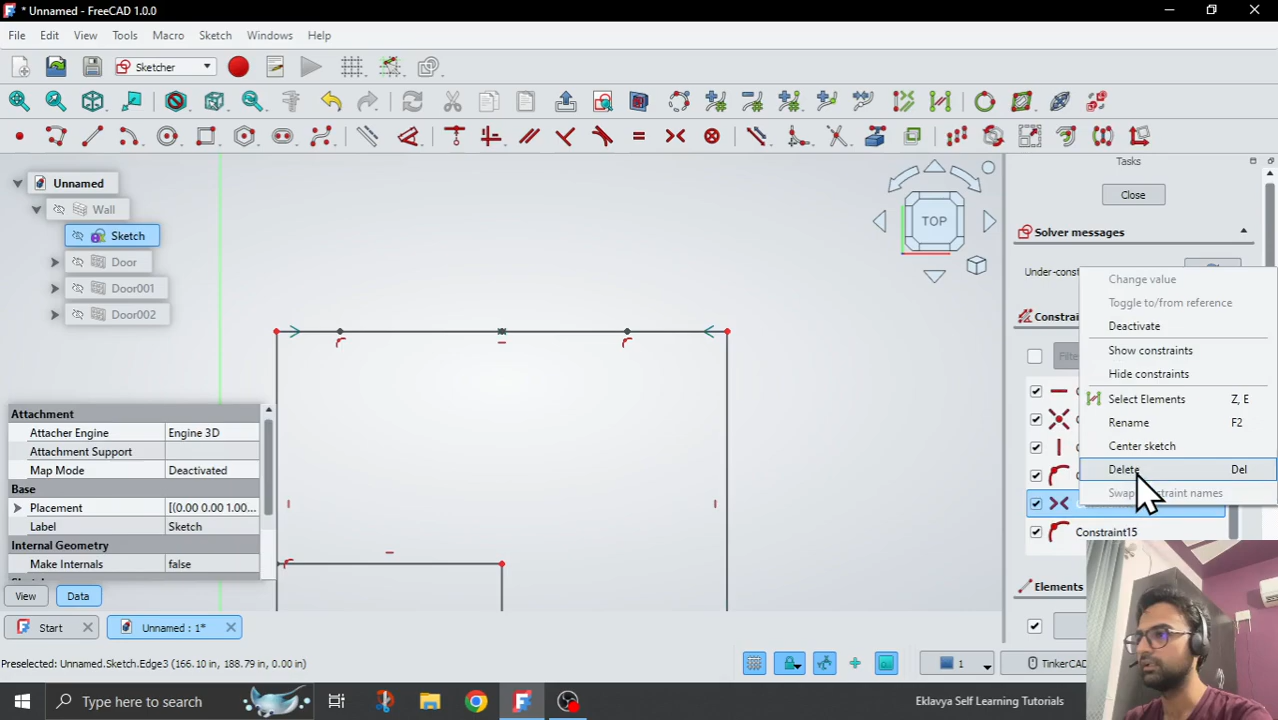 * Unnamed - FreeCAD 1.0.0
File Edit View Tools Macro Sketch Windows Help
Sketcher
Unnamed
Wall
Sketch
Door
Door001
Door002
TOP
Attachment
Attacher Engine Engine 3D
Attachment Support
Map Mode Deactivated
Base
Placement [(0.00 0.00 1.00...
Label Sketch
Internal Geometry
Make Internals false
View Data
Start Unnamed : 1*
Preselected: Unnamed.Sketch.Edge3 (166.10 in, 188.79 in, 0.00 in)
1
TinkerCAD
Tasks
Close
Solver messages
Under-const
Constrai
Change value
Toggle to/from reference
Deactivate
Show constraints
Hide constraints
Select Elements Z, E
Rename F2
Center sketch
Delete Del
Constraint15
Elements
Type here to search
Eklavya Self Learning Tutorials